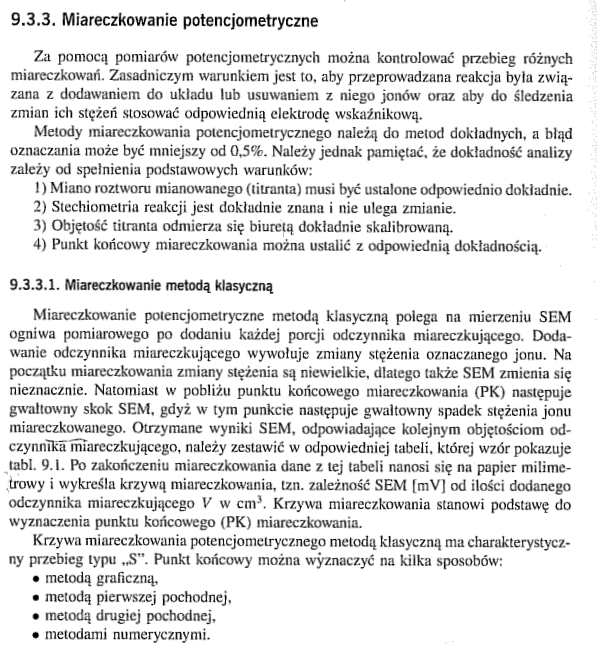 9.3.3. Miareczkowanie potencjometryczne
Za pomocą pomiarów potencjometrycznych można kontrolować przebieg różnych
miareczkowań. Zasadniczym warunkiem jest to, aby przeprowadzana reakcja była zwią-
zana z dodawaniem do układu lub usuwaniem z niego jonów oraz aby do śledzenia
zmian ich stężeń stosować odpowiednią elektrodę wskaźnikową.
Metody miareczkowania potencjometrycznego należą do metod dokładnych, a błąd
oznaczania może być mniejszy od 0,5%. Należy jednak pamiętać, że dokładność analizy
zależy od spełnienia podstawowych warunków:
1) Miano roztworu mianowanego (titranta) musi być ustalone odpowiednio dokładnie.
2) Stechiometria reakcji jest dokładnie znana i nie ulega zmianie.
3) Objętość titranta odmierza się biuretą dokładnie skalibrowaną.
4) Punkt końcowy miareczkowania można ustalić z odpowiednią dokładnością.
9.3.3.1. Miareczkowanie metodą klasyczną
Miareczkowanie potencjometryczne metodą klasyczną polega na mierzeniu SEM
ogniwa pomiarowego po dodaniu każdej porcji odczynnika miareczkującego. Doda-
wanie odczynnika miareczkującego wywołuje zmiany stężenia oznaczanego jonu. Na
początku miareczkowania zmiany stężenia są niewielkie, dlatego także SEM zmienia się
nieznacznie. Natomiast w pobliżu punktu końcowego miareczkowania (PK) następuje
gwałtowny skok SEM, gdyż w tym punkcie następuje gwałtowny spadek stężenia jonu
miareczkowanego. Otrzymane wyniki SEM, odpowiadające kolejnym objętościom od-
czynnika miareczkującego, należy zestawić w odpowiedniej tabeli, której wzór pokazuje
tabl. 9.1. Po zakończeniu miareczkowania dane z tej tabeli nanosi się na papier milime-
trowy i wykreśla krzywą miareczkowania, tzn. zależność SEM [mV] od ilości dodanego
odczynnika miareczkującego V w cm³. Krzywa miareczkowania stanowi podstawę do
wyznaczenia punktu końcowego (PK) miareczkowania.
Krzywa miareczkowania potencjometrycznego metodą klasyczną ma charakterystycz-
ny przebieg typu „S”. Punkt końcowy można wyznaczyć na kilka sposobów:
• metodą graficzną,
• metodą pierwszej pochodnej,
• metodą drugiej pochodnej,
• metodami numerycznymi.